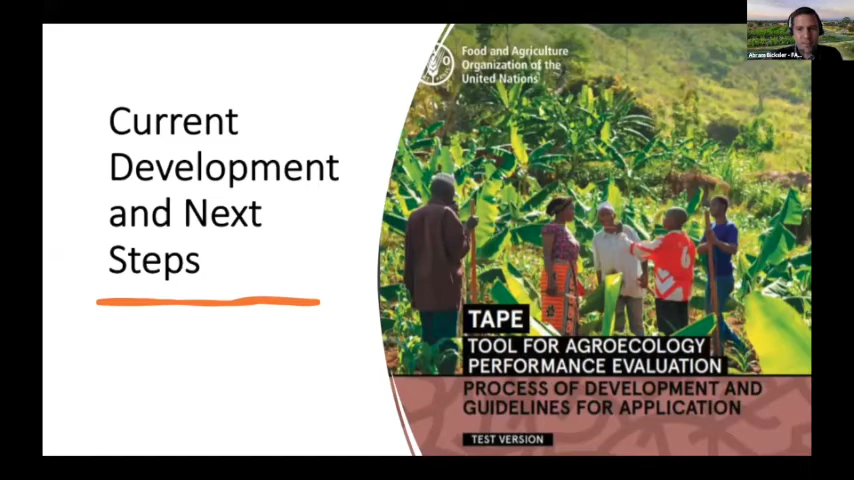 Current
Development
and Next
Steps
Food and Agriculture
Organization of the
United Nations
TAPE
TOOL FOR AGROECOLOGY
PERFORMANCE EVALUATION
PROCESS OF DEVELOPMENT AND
GUIDELINES FOR APPLICATION
TEST VERSION